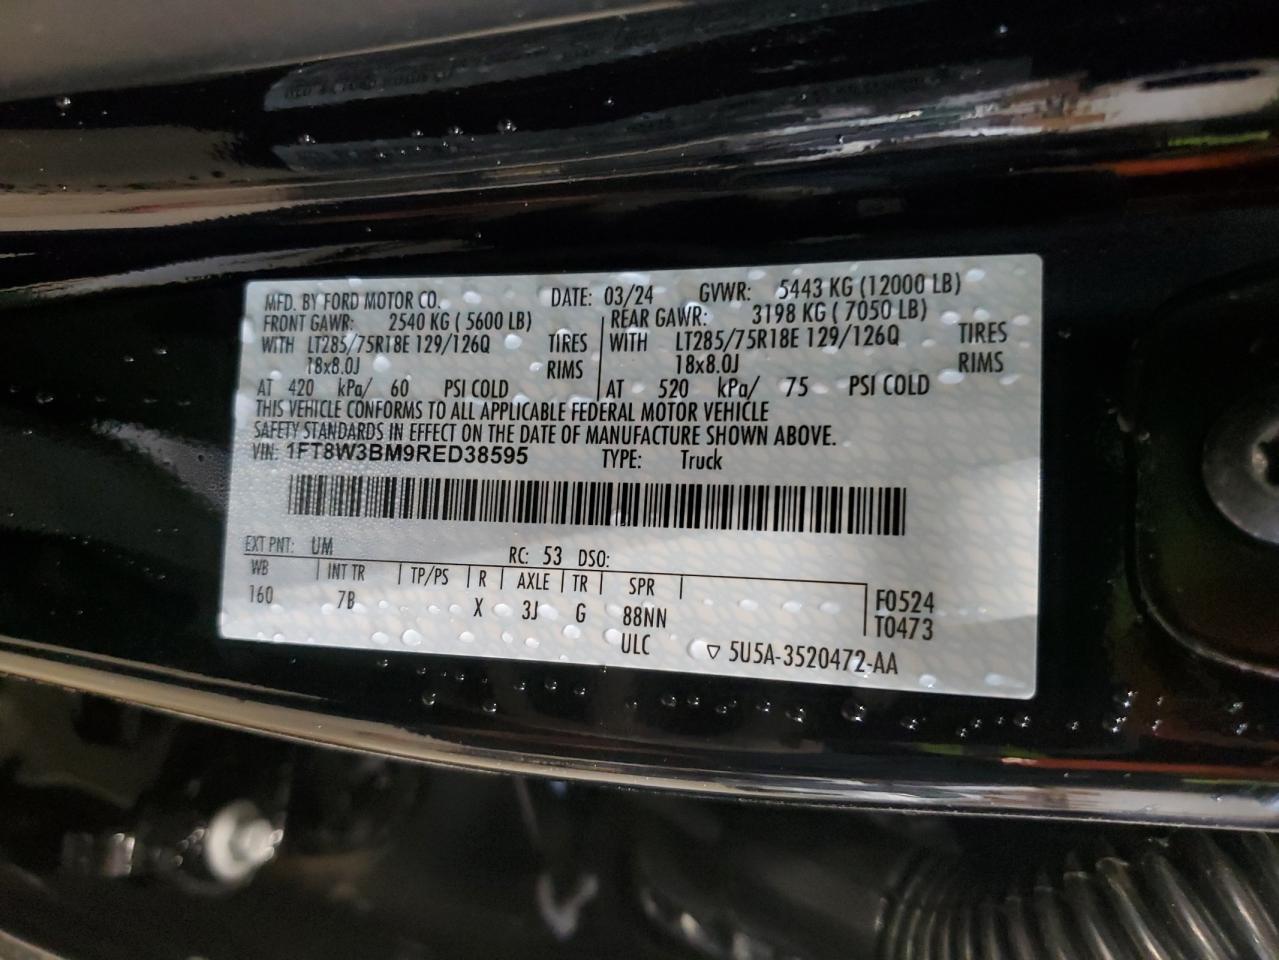 MFD. BY FORD MOTOR CO. DATE: 03/24 GVWR: 5443 KG (12000 LB)
FRONT GAWR: 2540 KG (5600 LB) REAR GAWR: 3198 KG (7050 LB)
WITH LT285/75R18E 129/126Q TIRES WITH LT285/75R18E 129/126Q TIRES
18x8.0J RIMS 18x8.0J RIMS
AT 420 kPa/ 60 PSI COLD AT 520 kPa/ 75 PSI COLD
THIS VEHICLE CONFORMS TO ALL APPLICABLE FEDERAL MOTOR VEHICLE
SAFETY STANDARDS IN EFFECT ON THE DATE OF MANUFACTURE SHOWN ABOVE.
VIN: 1FT8W3BM9RED38595 TYPE: Truck
EXT PNT: UM RC: 53 DSO:
WB INT TR TP/PS R AXLE TR SPR
160 7B X 3J G 88NN F0524
ULC T0473
▽ 5U5A-3520472-AA